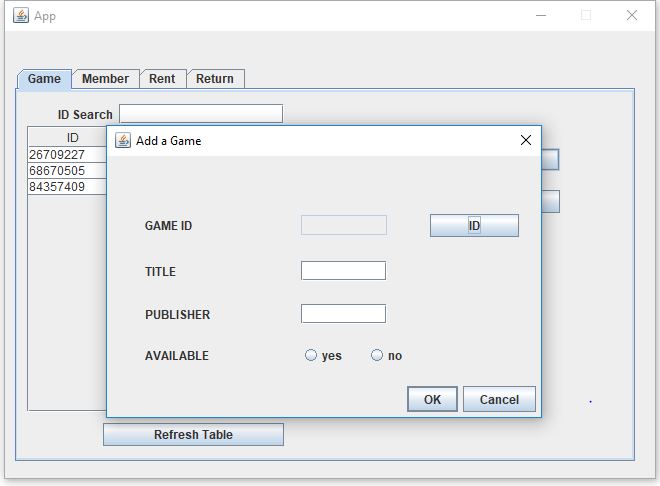 App
Game Member Rent Return
ID Search
ID
26709227
68670505
84357409
Add a Game
GAME ID ID
TITLE
PUBLISHER
AVAILABLE yes no
OK Cancel
Refresh Table